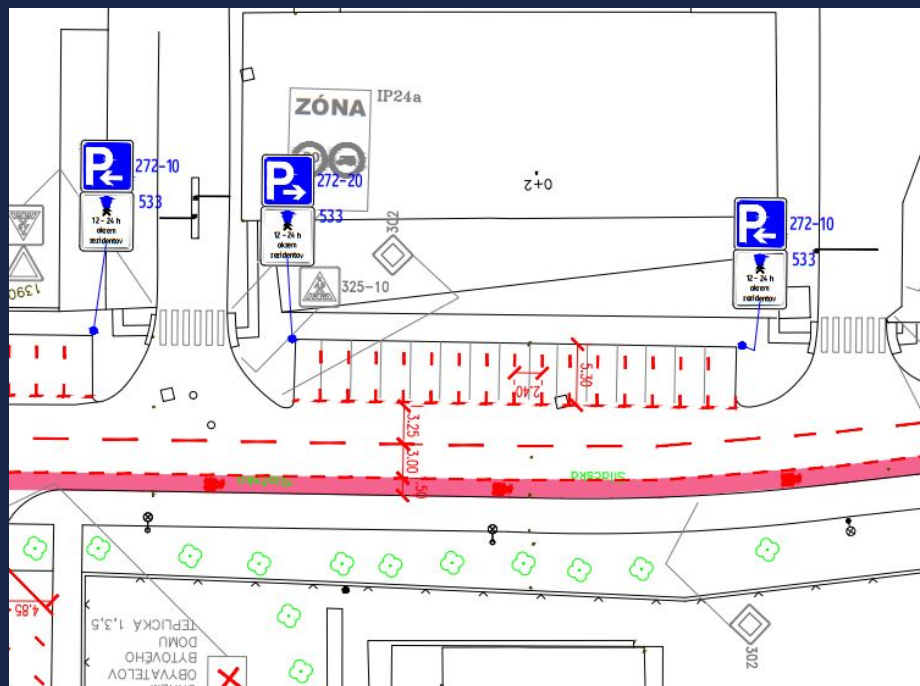 ZÓNA
IP24a
P
272-10
533
12 - 24 h
okrem
rezidentov
P
272-20
533
12 - 24 h
okrem
rezidentov
302
0+2
P
272-10
533
12 - 24 h
okrem
rezidentov
1390
325-10
5.30
2.40
3.25
3.00
Sliačska
4.85
TEPLICKÁ 1,3,5
DOMU
BYTOVÉHO
OBYVATEĽOV
302